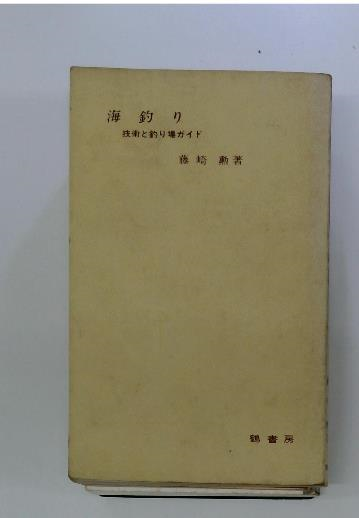 海釣り
技術と釣り場ガイド
藤崎 勲著
鶴書房